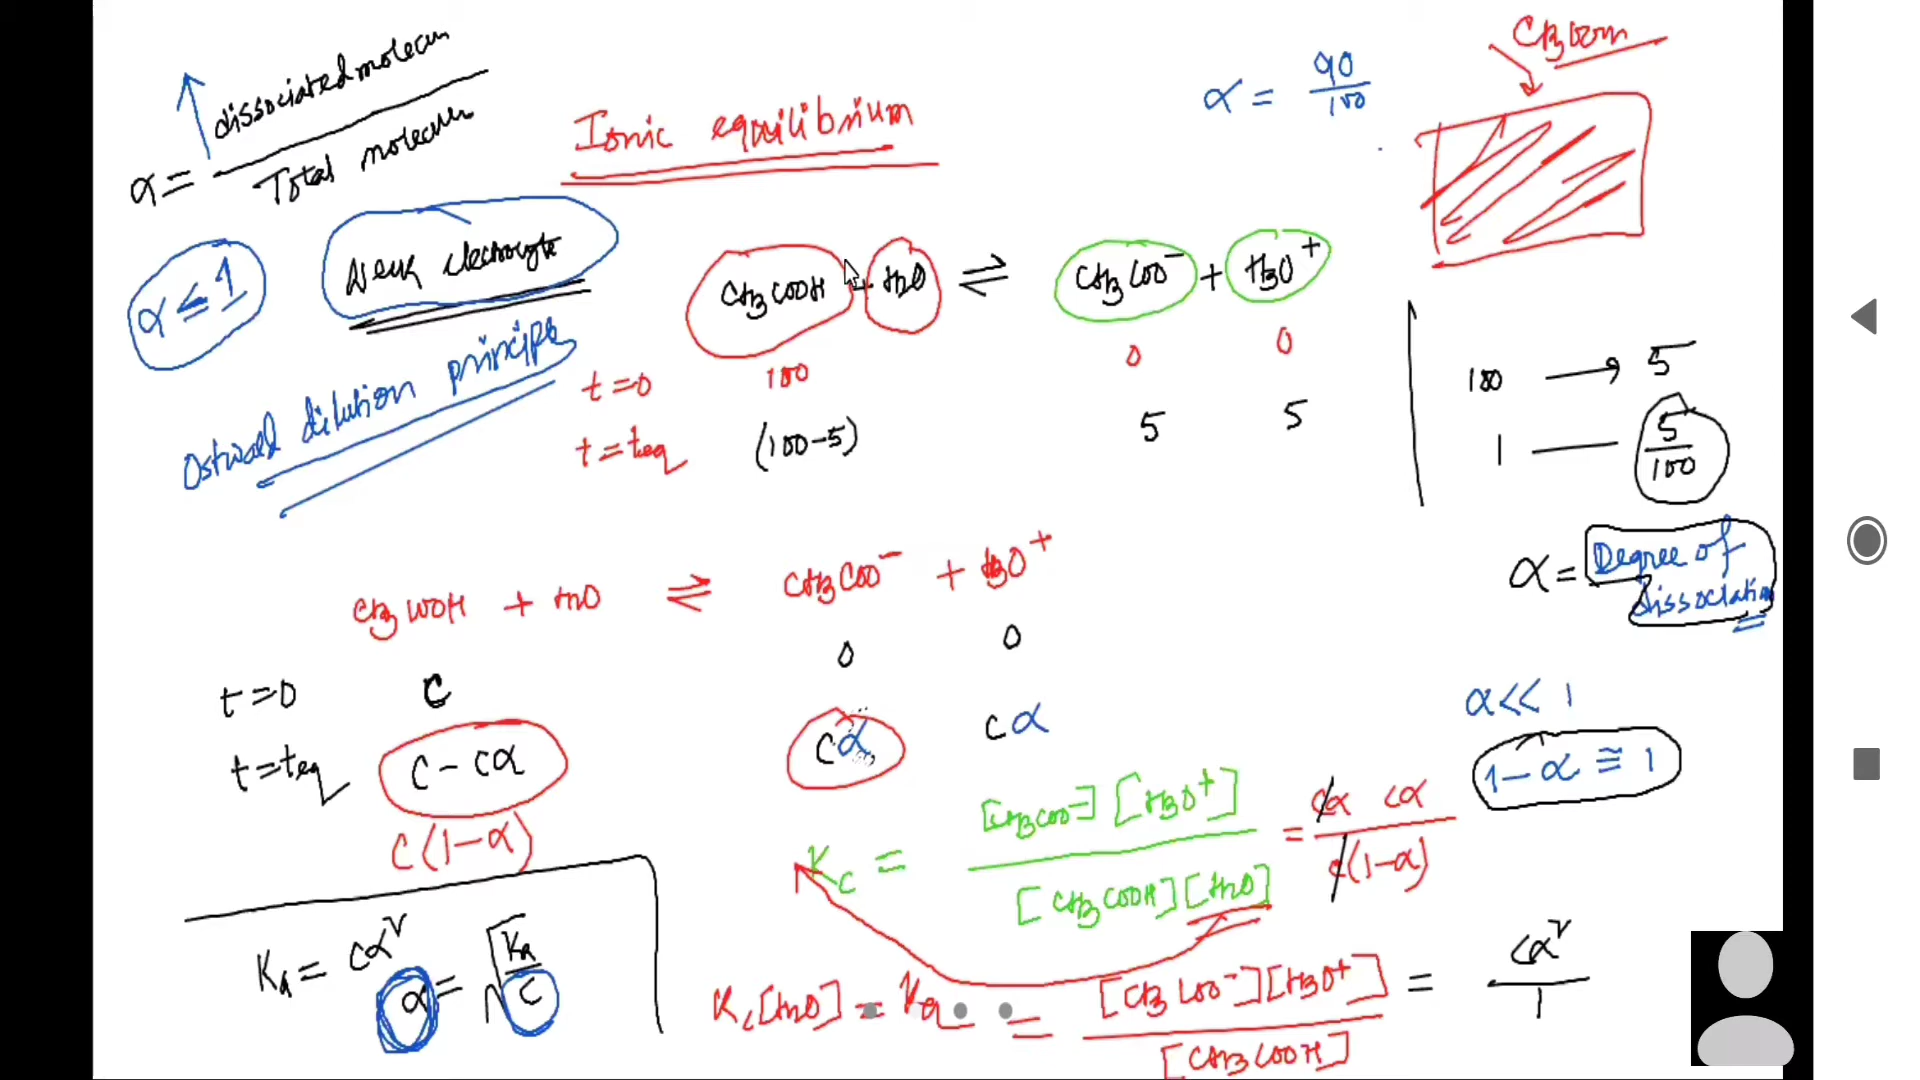 α = dissociated molecu / Total molecules
α = 90/100
CH3COOH
Ionic equilibrium
α ≤ 1
Weak electrolyte
CH3COOH + H2O ⇌ CH3COO⁻ + H3O⁺
Ostwald dilution principle
t=0 100 0 0
t=teq (100-5) 5 5
100 → 5
1 — 5/100
α = Degree of dissociation
CH3COOH + H2O ⇌ CH3COO⁻ + H3O⁺
t=0 C 0 0
t=teq C - Cα Cα Cα
C(1-α)
α << 1
1-α ≅ 1
Kc = [CH3COO⁻][H3O⁺] / [CH3COOH][H2O] = Cα Cα / C(1-α)
Ka = Cα²
α = √Ka/C
Kc[H2O] = Ka = [CH3COO⁻][H3O⁺] / [CH3COOH] = Cα²/1